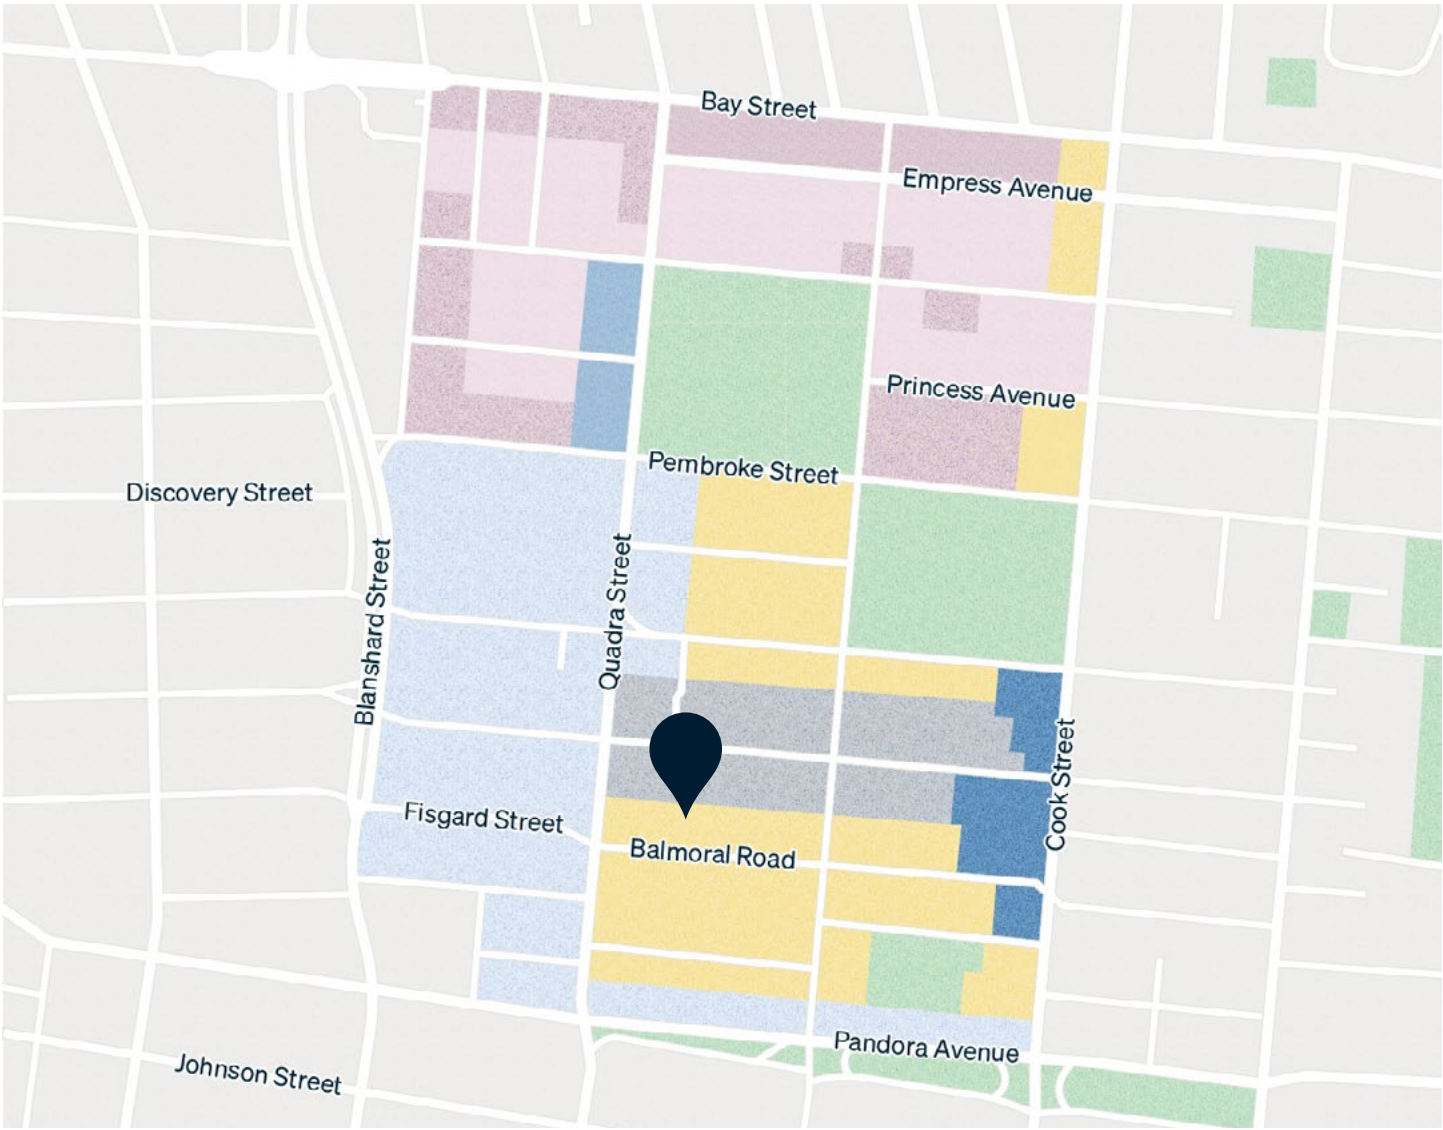 Bay Street
Empress Avenue
Princess Avenue
Pembroke Street
Discovery Street
Blanshard Street
Quadra Street
Cook Street
Fisgard Street
Balmoral Road
Pandora Avenue
Johnson Street